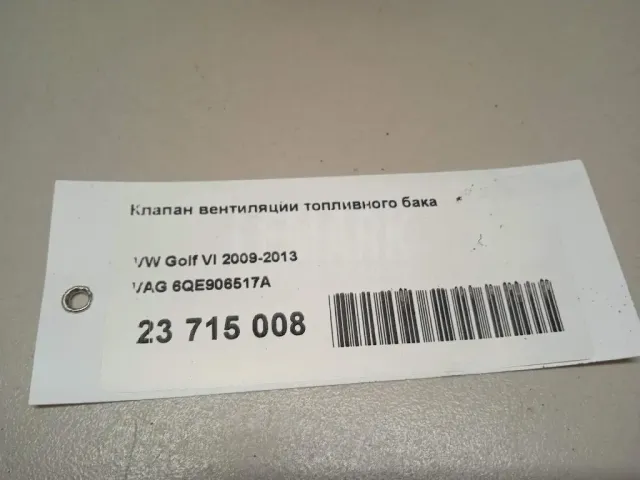 Клапан вентиляции топливного бака
VW Golf VI 2009-2013
VAG 6QE906517A
23 715 008